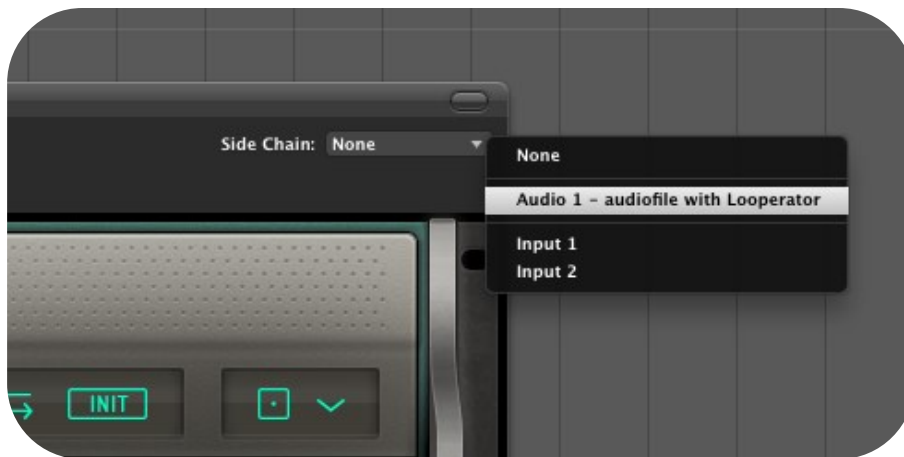 Side Chain: None
None
Audio 1 – audiofile with Looperator
Input 1
Input 2
INIT